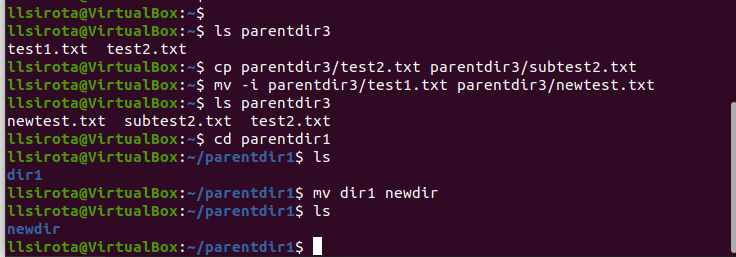 llsirota@VirtualBox:~$
llsirota@VirtualBox:~$ ls parentdir3
test1.txt  test2.txt
llsirota@VirtualBox:~$ cp parentdir3/test2.txt parentdir3/subtest2.txt
llsirota@VirtualBox:~$ mv -i parentdir3/test1.txt parentdir3/newtest.txt
llsirota@VirtualBox:~$ ls parentdir3
newtest.txt  subtest2.txt  test2.txt
llsirota@VirtualBox:~$ cd parentdir1
llsirota@VirtualBox:~/parentdir1$ ls
dir1
llsirota@VirtualBox:~/parentdir1$ mv dir1 newdir
llsirota@VirtualBox:~/parentdir1$ ls
newdir
llsirota@VirtualBox:~/parentdir1$